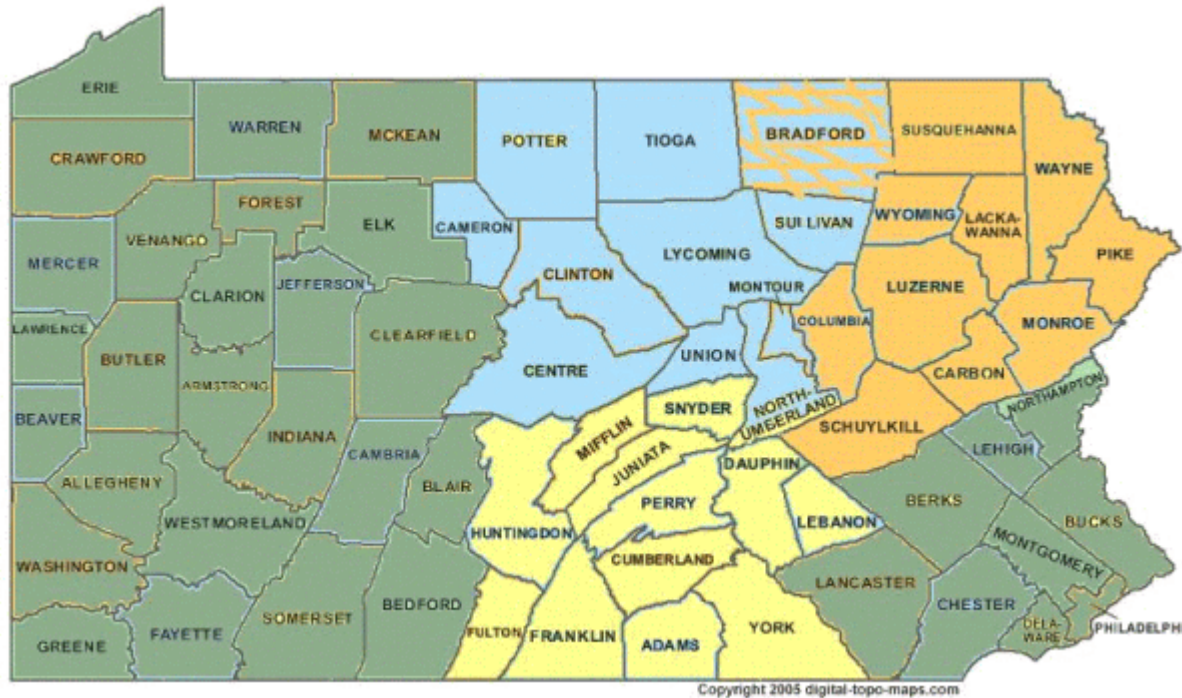 ERIE
WARREN
MCKEAN
POTTER
TIOGA
BRADFORD
SUSQUEHANNA
WAYNE
CRAWFORD
FOREST
ELK
CAMERON
SULLIVAN
WYOMING
LACKA-
WANNA
PIKE
VENANGO
MERCER
CLARION
JEFFERSON
CLINTON
LYCOMING
MONTOUR
COLUMBIA
LUZERNE
MONROE
LAWRENCE
BUTLER
ARMSTRONG
CLEARFIELD
CENTRE
UNION
CARBON
NORTHAMPTON
BEAVER
INDIANA
CAMBRIA
BLAIR
MIFFLIN
SNYDER
NORTH-
UMBERLAND
SCHUYLKILL
LEHIGH
ALLEGHENY
WESTMORELAND
HUNTINGDON
JUNIATA
PERRY
DAUPHIN
LEBANON
BERKS
BUCKS
WASHINGTON
CUMBERLAND
MONTGOMERY
LANCASTER
GREENE
FAYETTE
SOMERSET
BEDFORD
FULTON
FRANKLIN
ADAMS
YORK
CHESTER
DELA-
WARE
PHILADELPHI
Copyright 2005 digital-topo-maps.com